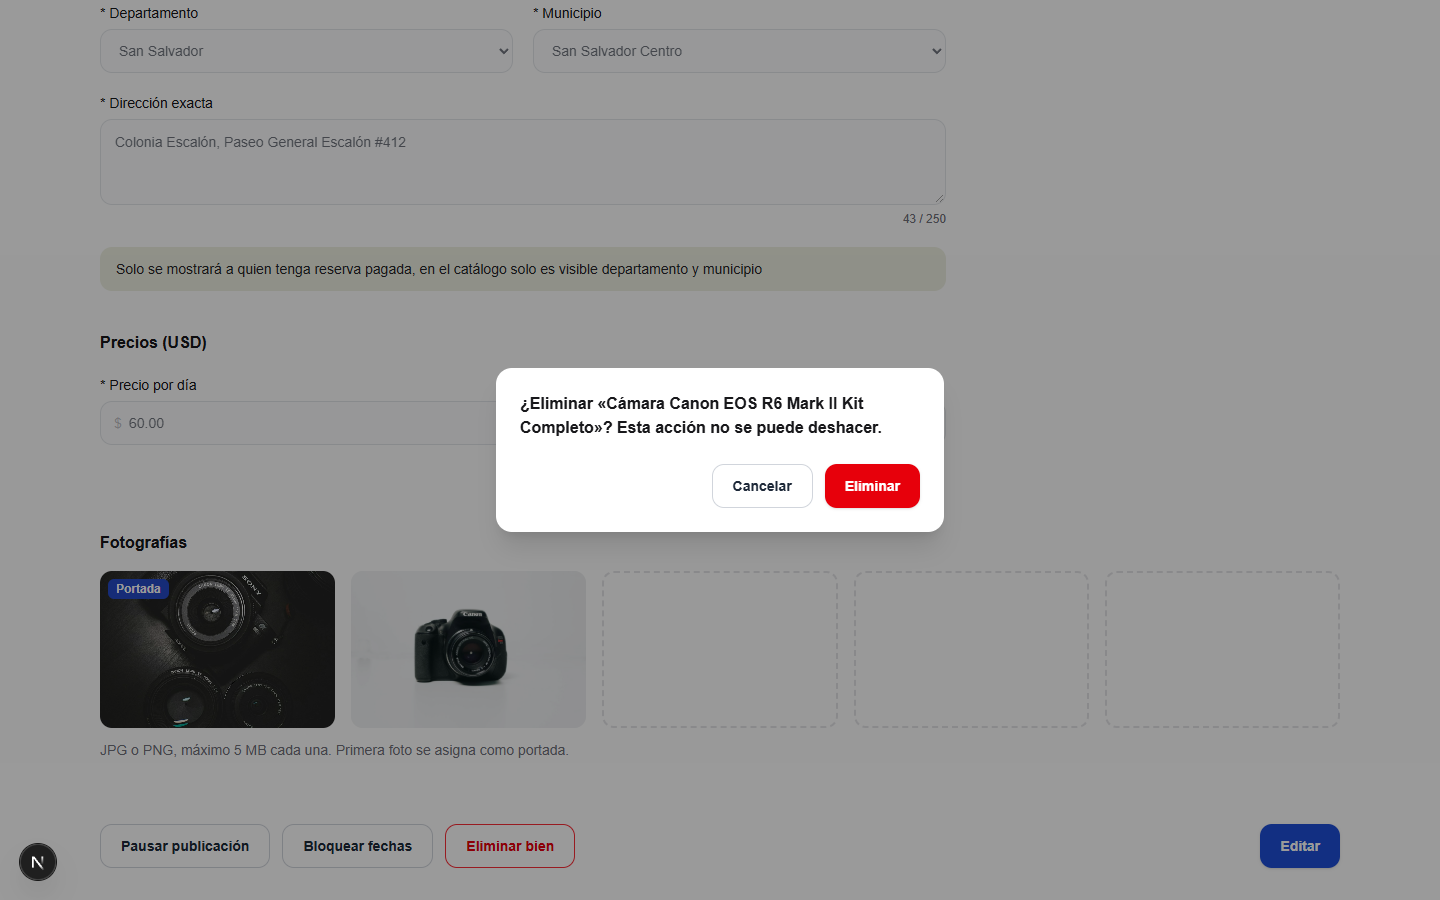 * Departamento
* Municipio
San Salvador
San Salvador Centro
* Dirección exacta
Colonia Escalón, Paseo General Escalón #412
43 / 250
Solo se mostrará a quien tenga reserva pagada, en el catálogo solo es visible departamento y municipio
Precios (USD)
* Precio por día
$ 60.00
¿Eliminar «Cámara Canon EOS R6 Mark II Kit
Completo»? Esta acción no se puede deshacer.
Cancelar
Eliminar
Fotografías
Portada
SONY
Canon
JPG o PNG, máximo 5 MB cada una. Primera foto se asigna como portada.
Pausar publicación
Bloquear fechas
Eliminar bien
Editar
N